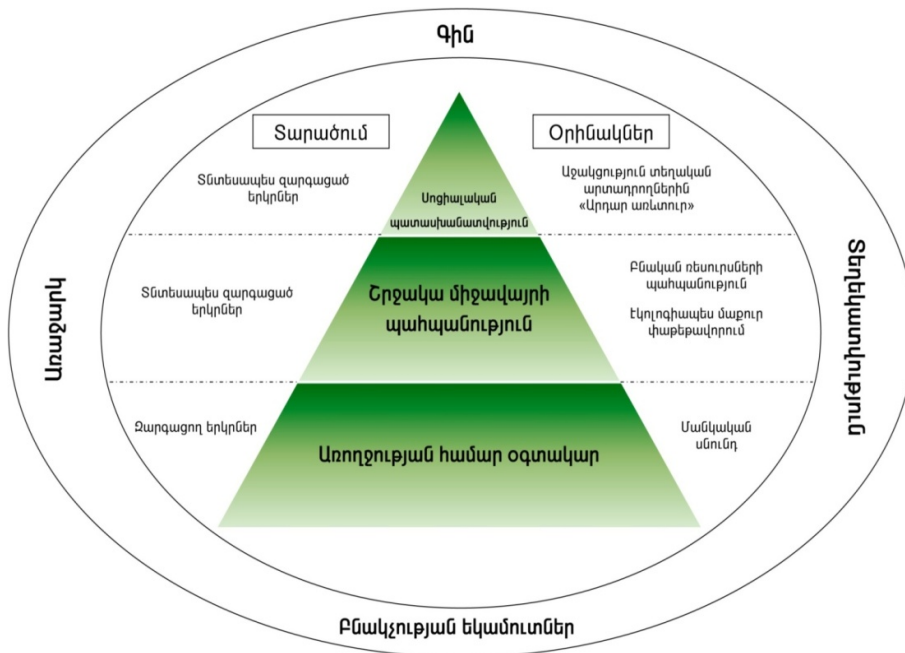 Գին
Տարածում
Օրինակներ
Տնտեսապես զարգացած
երկրներ
Սոցիալական
պատասխանատվություն
Աջակցություն տեղական
արտադրողներին
«Արդար առևտուր»
Առաջարկ
Տնտեսապես զարգացած
երկրներ
Շրջակա միջավայրի
պահպանություն
Բնական ռեսուրսների
պահպանություն
էկոլոգիապես մաքուր
փաթեթավորում
Տեղեկատվություն
Զարգացող երկրներ
Առողջության համար օգտակար
Մանկական
սնունդ
Բնակչության եկամուտներ